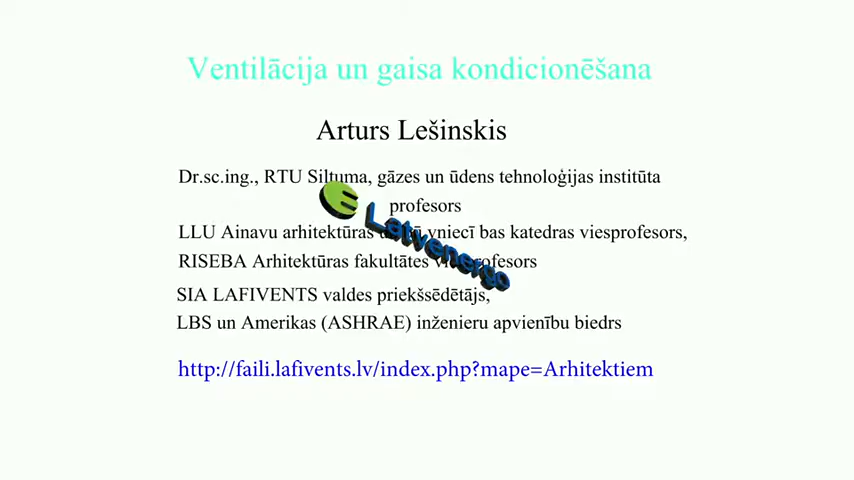 Ventilācija un gaisa kondicionēšana
Arturs Lešinskis
Dr.sc.ing., RTU Siltuma, gāzes un ūdens tehnoloģijas institūta
profesors
LLU Ainavu arhitektūras bas katedras viesprofesors,
RISEBA Arhitektūras fakultātes
SIA LAFIVENTS valdes priekšsēdētājs,
LBS un Amerikas (ASHRAE) inženieru apvienību biedrs
http://faili.lafivents.lv/index.php?mape=Arhitektiem
Latvenergo